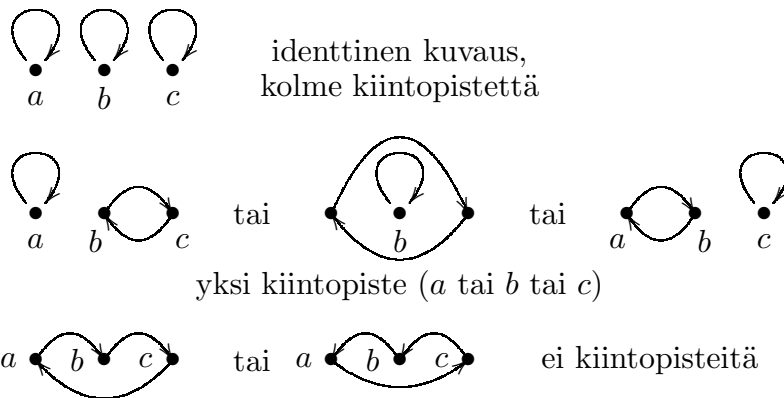 identtinen kuvaus,
kolme kiintopistettä
a b c
a b c tai b tai a b c
yksi kiintopiste (a tai b tai c)
a b c tai a b c ei kiintopisteitä